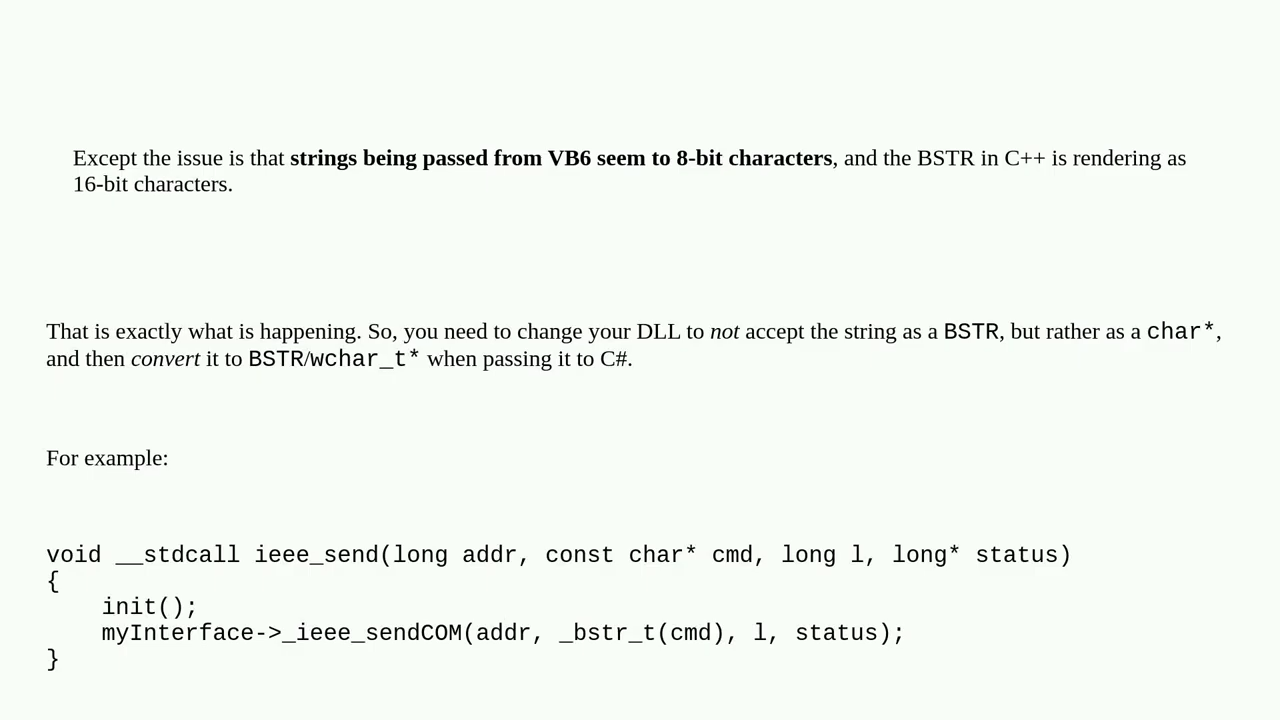 Except the issue is that strings being passed from VB6 seem to 8-bit characters, and the BSTR in C++ is rendering as
16-bit characters.
That is exactly what is happening. So, you need to change your DLL to not accept the string as a BSTR, but rather as a char*,
and then convert it to BSTR/wchar_t* when passing it to C#.
For example:
void __stdcall ieee_send(long addr, const char* cmd, long l, long* status)
{
    init();
    myInterface->_ieee_sendCOM(addr, _bstr_t(cmd), l, status);
}